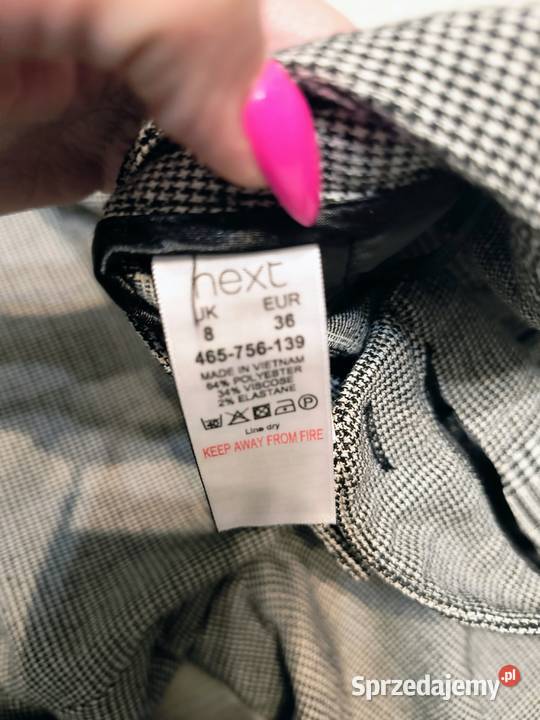 next
UK EUR
8 36
465-756-139
MADE IN VIETNAM
64% POLYESTER
34% VISCOSE
2% ELASTANE
40 P
Line dry
KEEP AWAY FROM FIRE
Sprzedajemy.pl